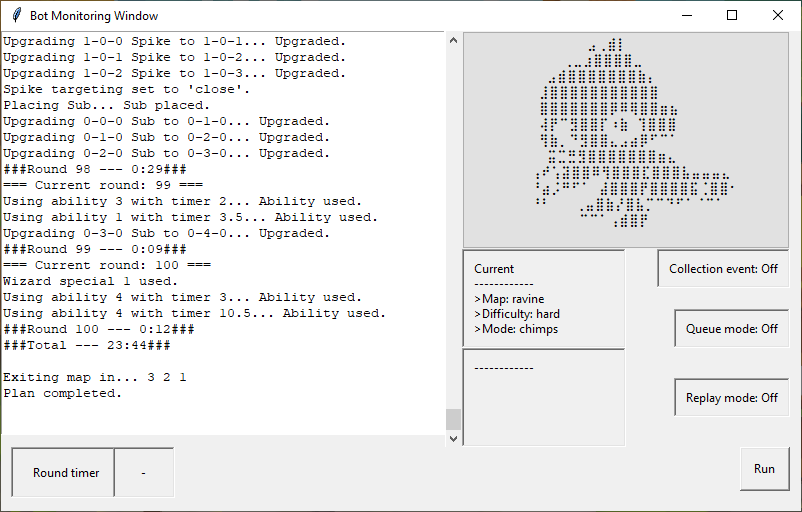 Bot Monitoring Window
Upgrading 1-0-0 Spike to 1-0-1... Upgraded.
Upgrading 1-0-1 Spike to 1-0-2... Upgraded.
Upgrading 1-0-2 Spike to 1-0-3... Upgraded.
Spike targeting set to 'close'.
Placing Sub... Sub placed.
Upgrading 0-0-0 Sub to 0-1-0... Upgraded.
Upgrading 0-1-0 Sub to 0-2-0... Upgraded.
Upgrading 0-2-0 Sub to 0-3-0... Upgraded.
###Round 98 --- 0:29###
=== Current round: 99 ===
Using ability 3 with timer 2... Ability used.
Using ability 1 with timer 3.5... Ability used.
Upgrading 0-3-0 Sub to 0-4-0... Upgraded.
###Round 99 --- 0:09###
=== Current round: 100 ===
Wizard special 1 used.
Using ability 4 with timer 3... Ability used.
Using ability 4 with timer 10.5... Ability used.
###Round 100 --- 0:12###
###Total --- 23:44###
Exiting map in... 3 2 1
Plan completed.
Current
------------
>Map: ravine
>Difficulty: hard
>Mode: chimps
------------
Collection event: Off
Queue mode: Off
Replay mode: Off
Round timer
-
Run